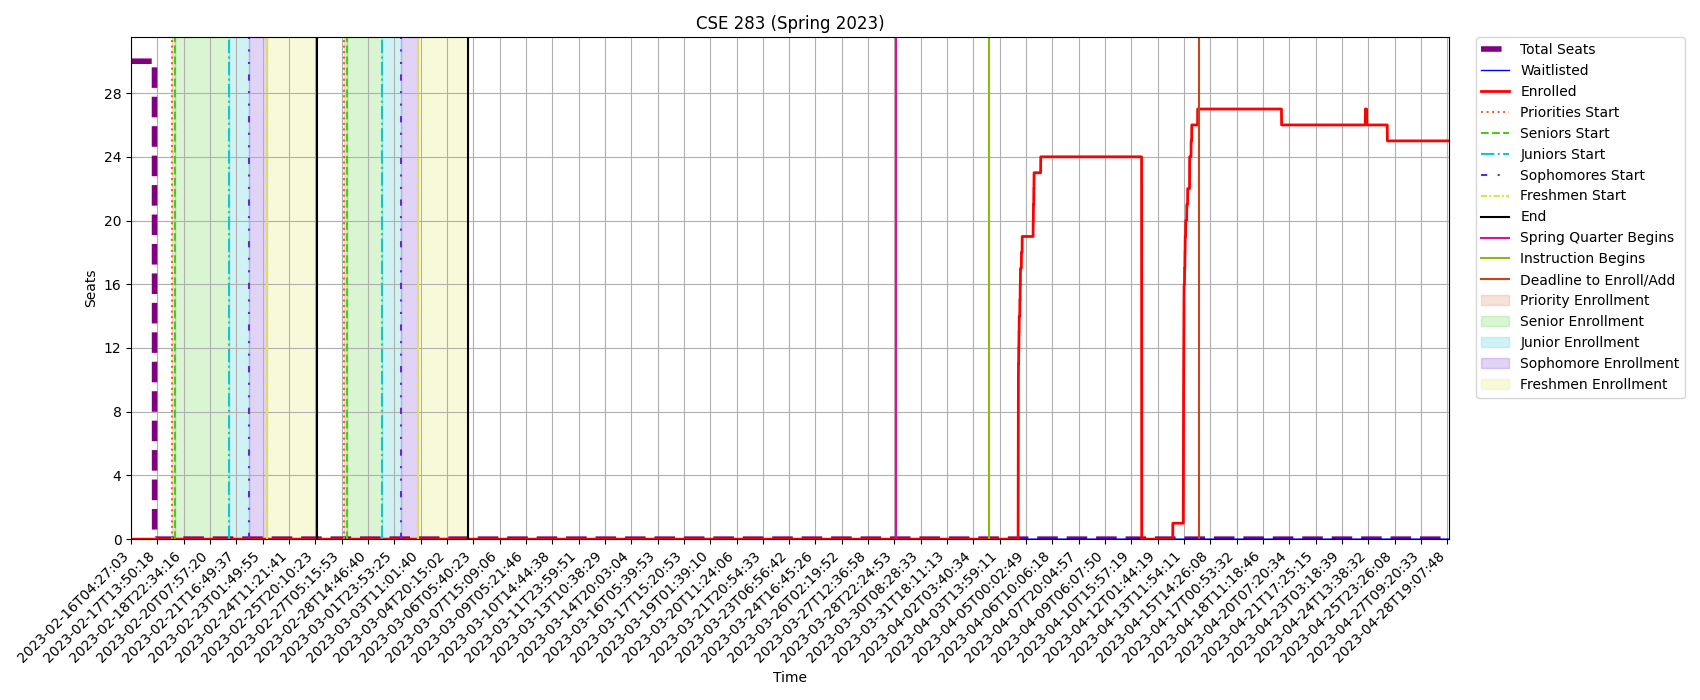 CSE 283 (Spring 2023)
Seats
28
24
20
16
12
8
4
0
2023-02-16T04:27:03
2023-02-17T13:50:18
2023-02-18T22:34:16
2023-02-20T07:57:20
2023-02-21T16:49:37
2023-02-23T01:49:55
2023-02-24T11:21:41
2023-02-25T20:10:23
2023-02-27T05:15:53
2023-02-28T14:46:40
2023-03-01T23:53:25
2023-03-03T11:01:40
2023-03-04T20:15:02
2023-03-06T05:40:23
2023-03-07T15:09:06
2023-03-09T05:21:46
2023-03-10T14:44:38
2023-03-11T23:59:51
2023-03-13T10:38:29
2023-03-14T20:03:04
2023-03-16T05:39:53
2023-03-17T15:20:53
2023-03-19T01:39:10
2023-03-20T11:24:06
2023-03-21T20:54:33
2023-03-23T06:56:42
2023-03-24T16:45:26
2023-03-26T02:19:52
2023-03-27T12:36:58
2023-03-28T22:24:53
2023-03-30T08:28:33
2023-03-31T18:11:13
2023-04-02T03:40:34
2023-04-03T13:59:11
2023-04-05T00:02:49
2023-04-06T10:06:18
2023-04-07T20:04:57
2023-04-09T06:07:50
2023-04-10T15:57:19
2023-04-12T01:44:19
2023-04-13T11:54:11
2023-04-15T14:26:08
2023-04-17T00:53:32
2023-04-18T11:18:46
2023-04-20T07:20:34
2023-04-21T17:25:15
2023-04-23T03:18:39
2023-04-24T13:38:32
2023-04-25T23:26:08
2023-04-27T09:20:33
2023-04-28T19:07:48
Time
Total Seats
Waitlisted
Enrolled
Priorities Start
Seniors Start
Juniors Start
Sophomores Start
Freshmen Start
End
Spring Quarter Begins
Instruction Begins
Deadline to Enroll/Add
Priority Enrollment
Senior Enrollment
Junior Enrollment
Sophomore Enrollment
Freshmen Enrollment